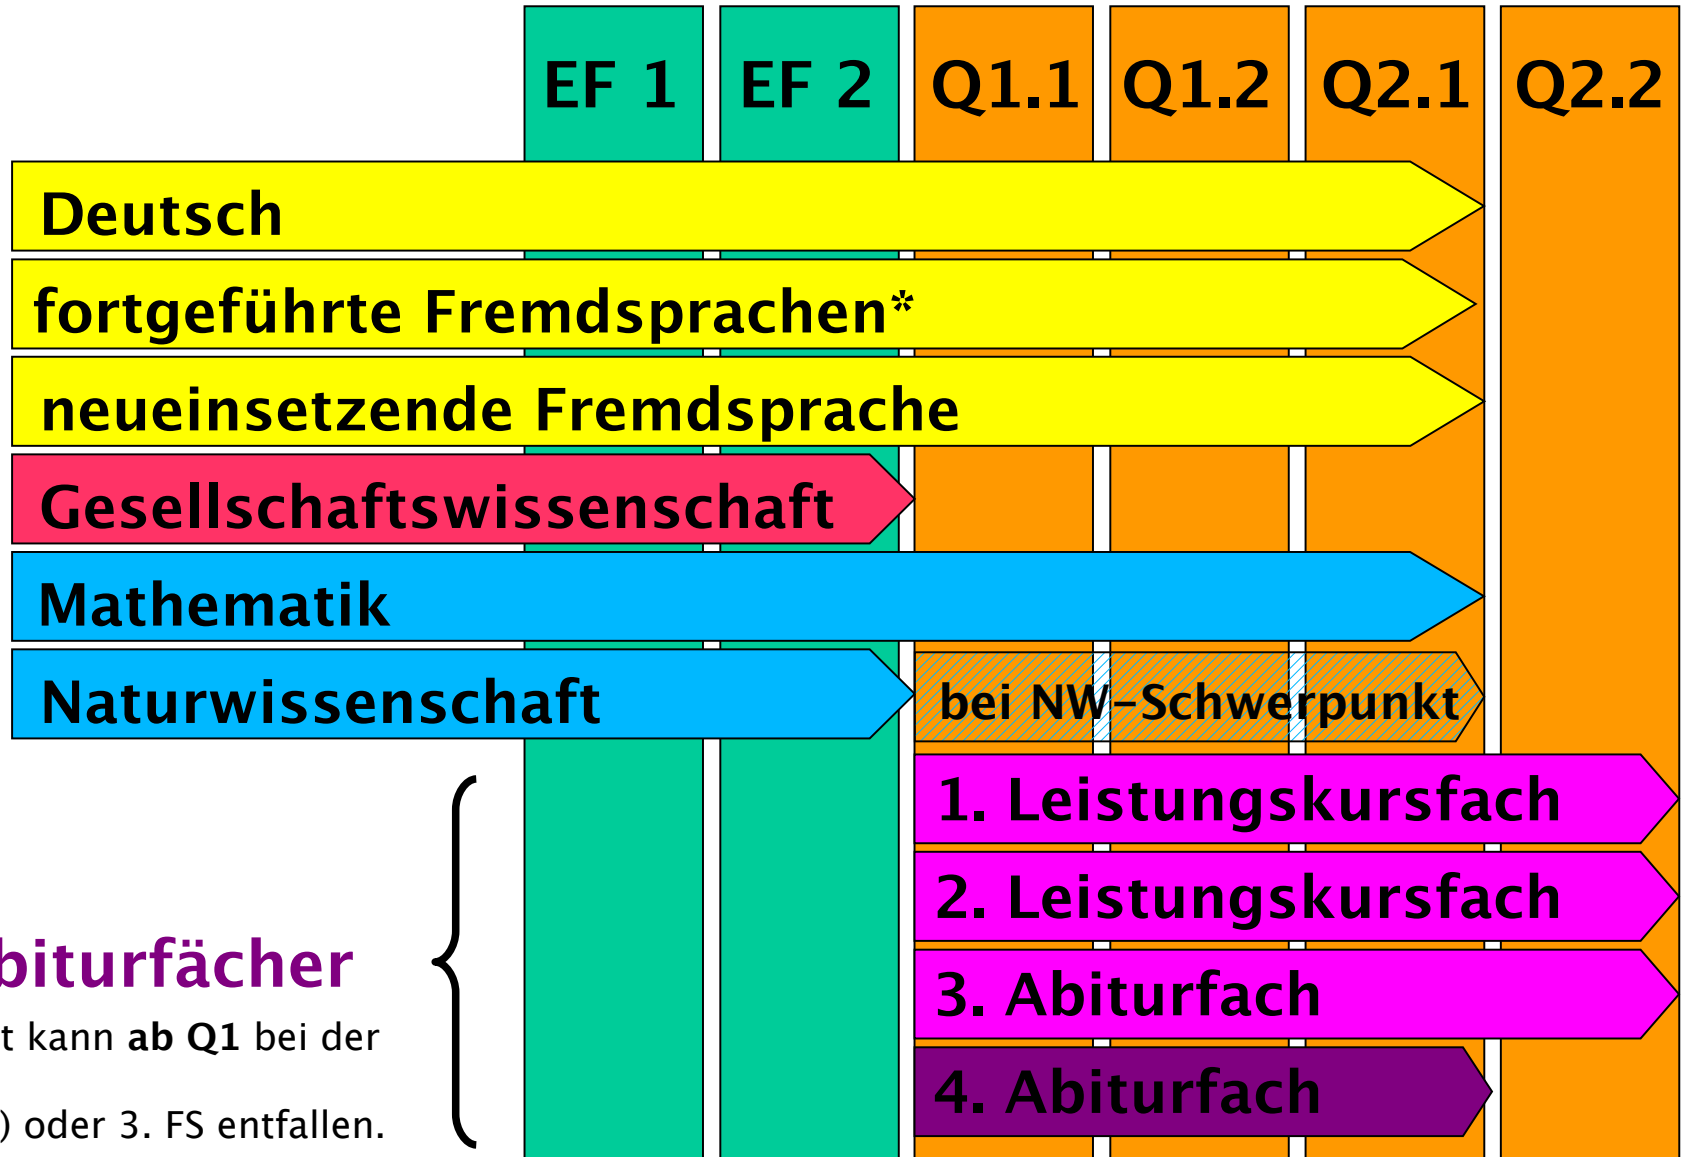 EF 1 EF 2 Q1.1 Q1.2 Q2.1 Q2.2
Deutsch
fortgeführte Fremdsprachen*
neueinsetzende Fremdsprache
Gesellschaftswissenschaft
Mathematik
Naturwissenschaft
bei NW-Schwerpunkt
1. Leistungskursfach
2. Leistungskursfach
biturfächer
3. Abiturfach
t kann ab Q1 bei der
4. Abiturfach
) oder 3. FS entfallen.